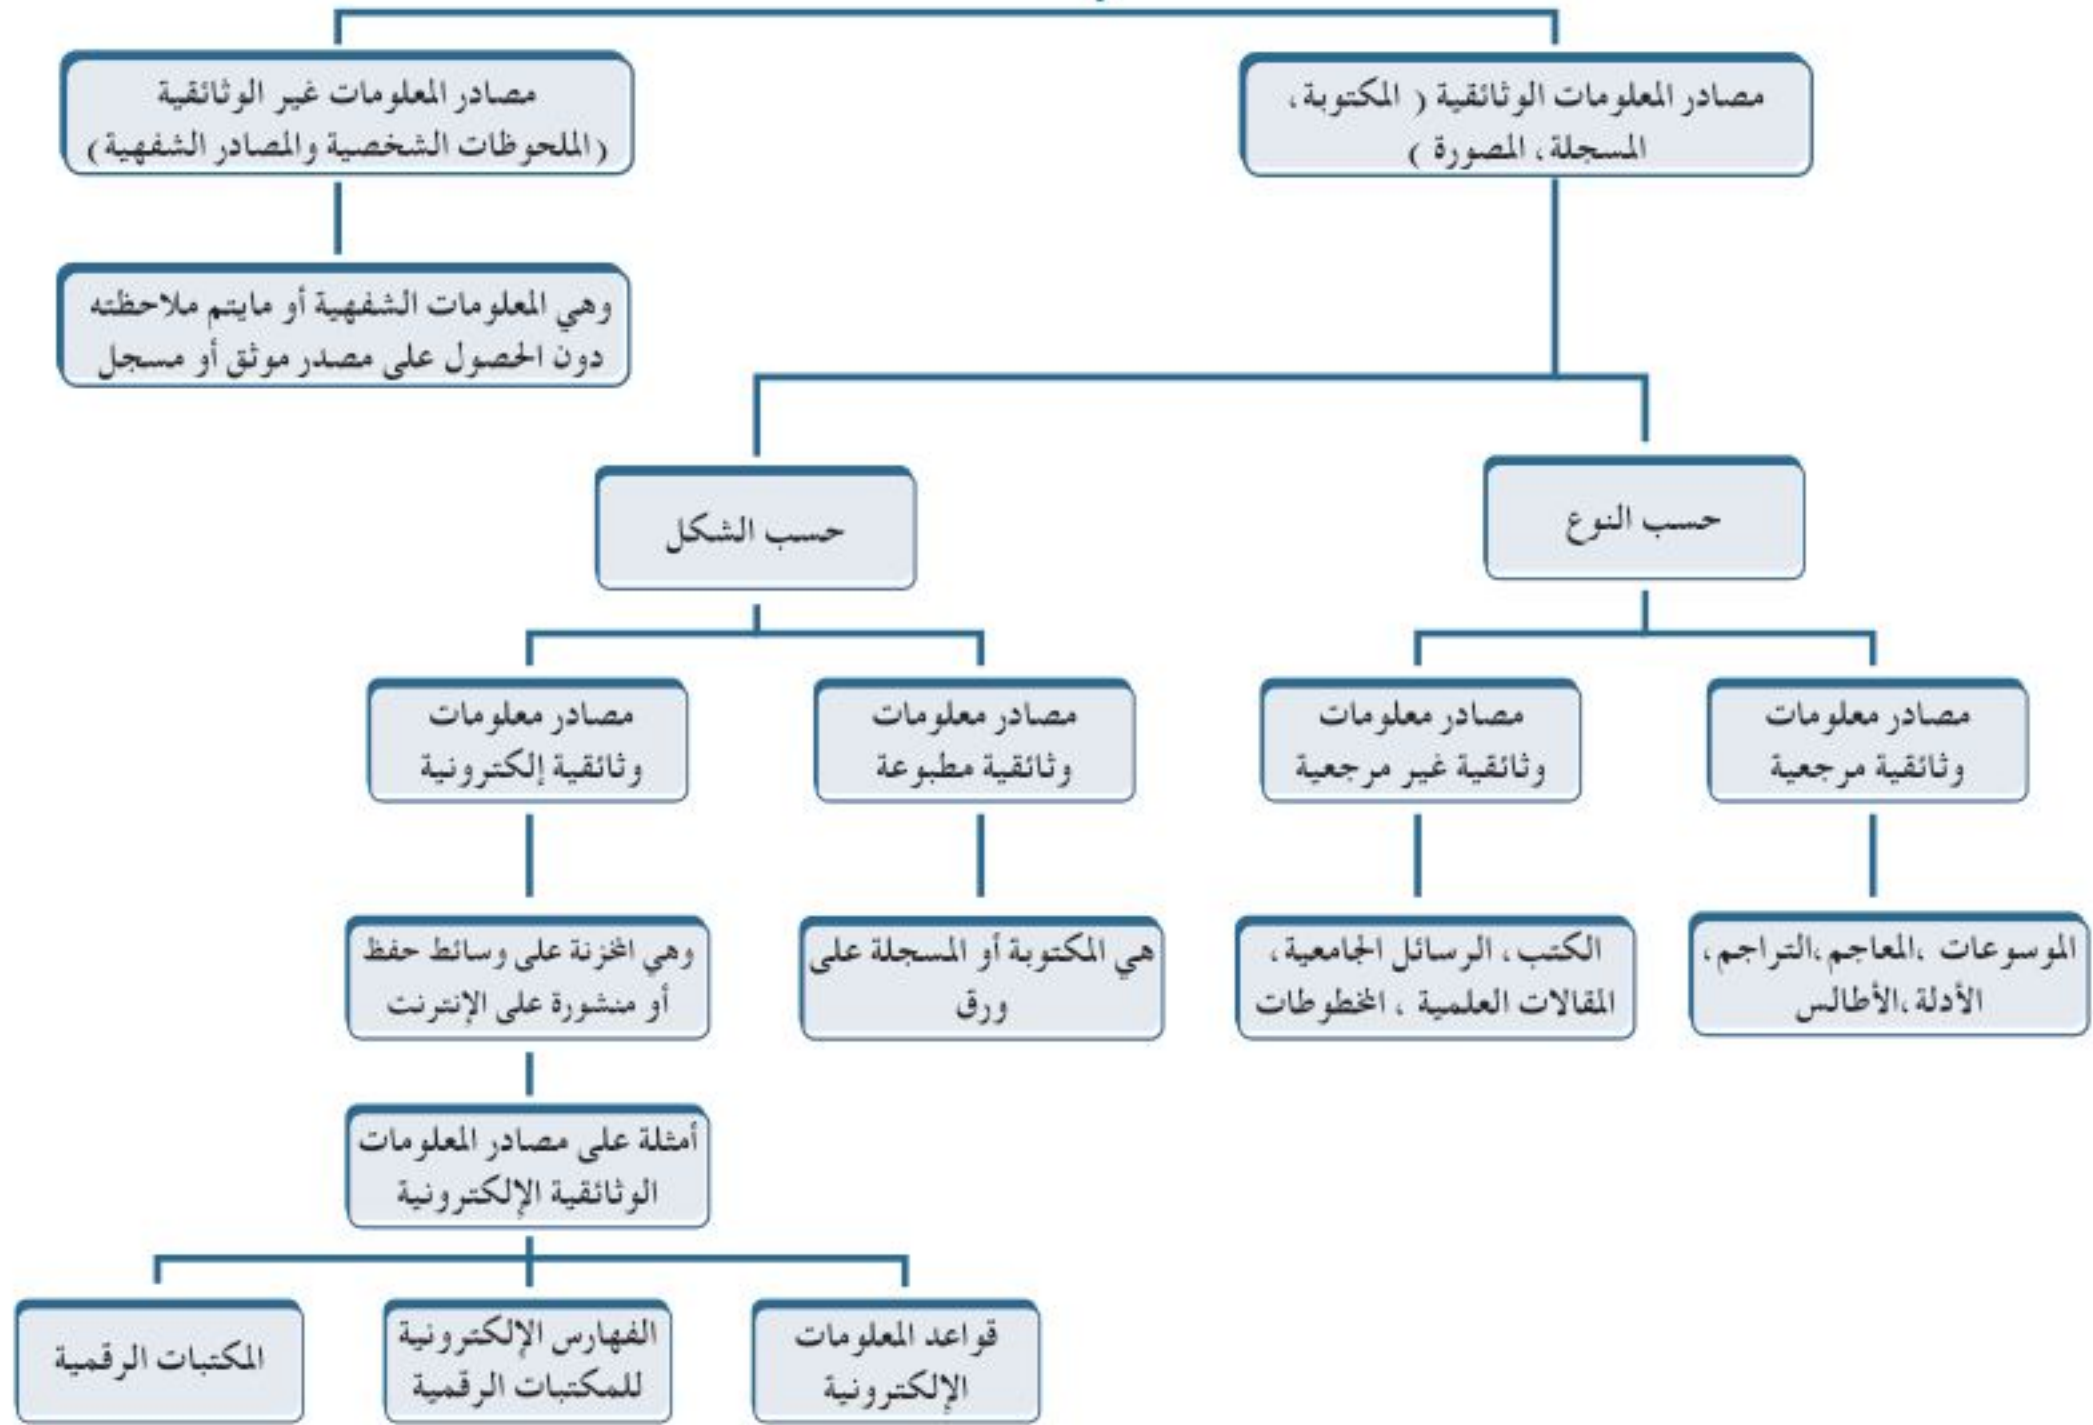 مصادر المعلومات الوثائقية ( المكتوبة،
المسجلة، المصورة )
مصادر المعلومات غير الوثائقية
(الملحوظات الشخصية والمصادر الشفهية)
وهي المعلومات الشفهية أو مايتم ملاحظته
دون الحصول على مصدر موثق أو مسجل
حسب النوع
حسب الشكل
مصادر معلومات
وثائقية مرجعية
مصادر معلومات
وثائقية غير مرجعية
مصادر معلومات
وثائقية مطبوعة
مصادر معلومات
وثائقية إلكترونية
الموسوعات ،المعاجم،التراجم،
الأدلة،الأطالس
الكتب، الرسائل الجامعية،
المقالات العلمية ، المخطوطات
هي المكتوبة أو المسجلة على
ورق
وهي المخزنة على وسائط حفظ
أو منشورة على الإنترنت
أمثلة على مصادر المعلومات
الوثائقية الإلكترونية
قواعد المعلومات
الإلكترونية
الفهارس الإلكترونية
للمكتبات الرقمية
المكتبات الرقمية